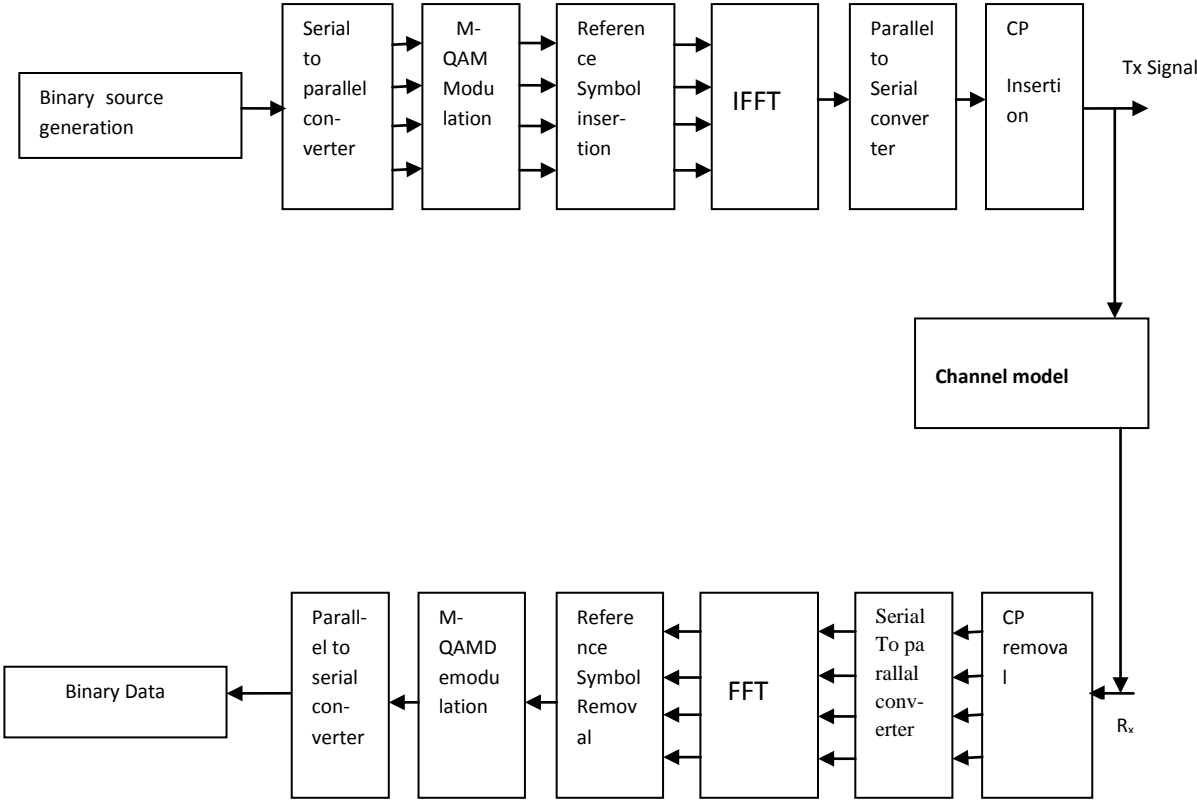 Binary source
generation
Serial
to
parallel
con-
verter
M-
QAM
Modu
lation
Referen
ce
Symbol
inser-
tion
IFFT
Parallel
to
Serial
conver
ter
CP
Inserti
on
Tx Signal
Channel model
Binary Data
Parall-
el to
serial
con-
verter
M-
QAMD
emodu
lation
Refere
nce
Symbol
Remov
al
FFT
Serial
To pa
rallal
conv-
erter
CP
remova
l
Rx